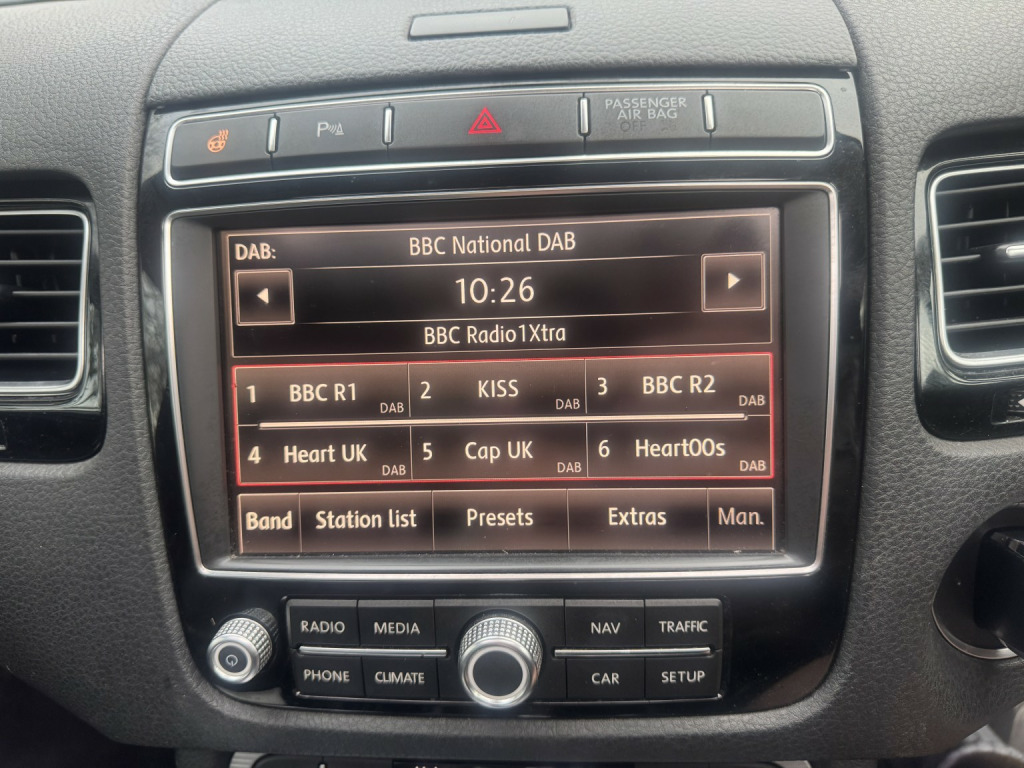 P
PASSENGER
AIR BAG
OFF
DAB:
BBC National DAB
10:26
BBC Radio1Xtra
1 BBC R1 DAB
2 KISS DAB
3 BBC R2 DAB
4 Heart UK DAB
5 Cap UK DAB
6 Heart00s DAB
Band Station list Presets Extras Man.
RADIO MEDIA NAV TRAFFIC
PHONE CLIMATE CAR SETUP